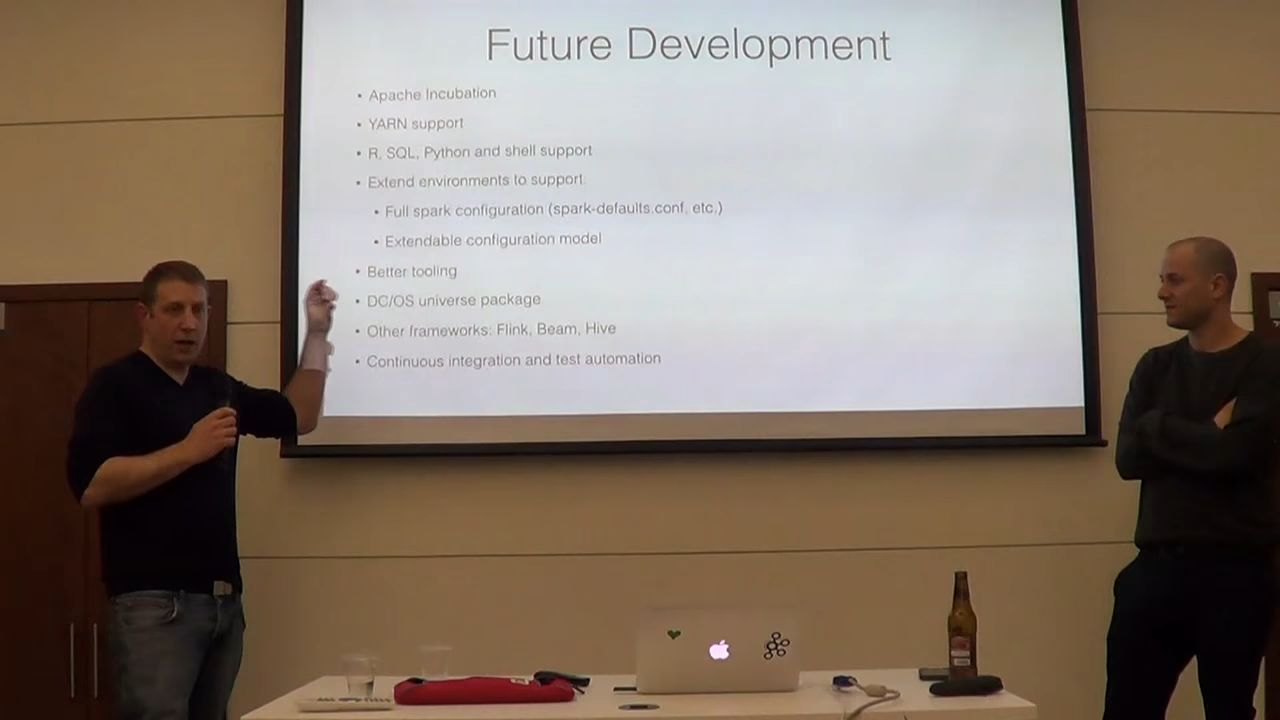 Future Development
• Apache Incubation
• YARN support
• R, SQL, Python and shell support
• Extend environments to support:
• Full spark configuration (spark-defaults.conf, etc.)
• Extendable configuration model
• Better tooling
• DC/OS universe package
• Other frameworks: Flink, Beam, Hive
• Continuous integration and test automation